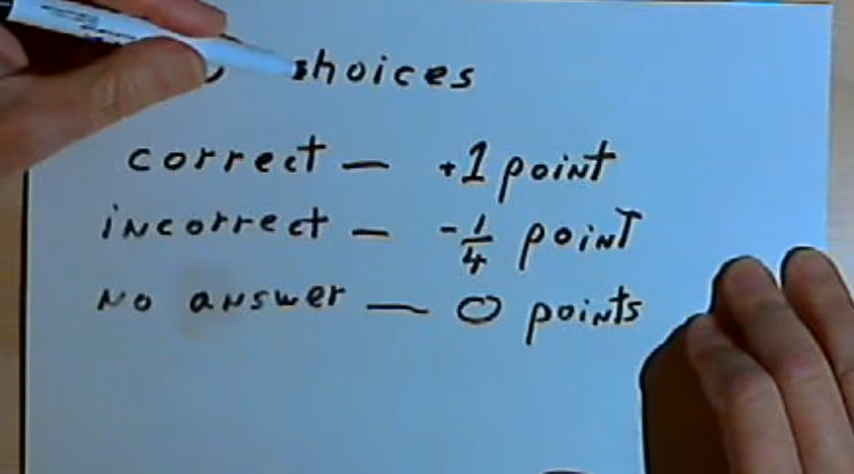 choices
correct — +1 point
incorrect — -1/4 point
no answer — 0 points